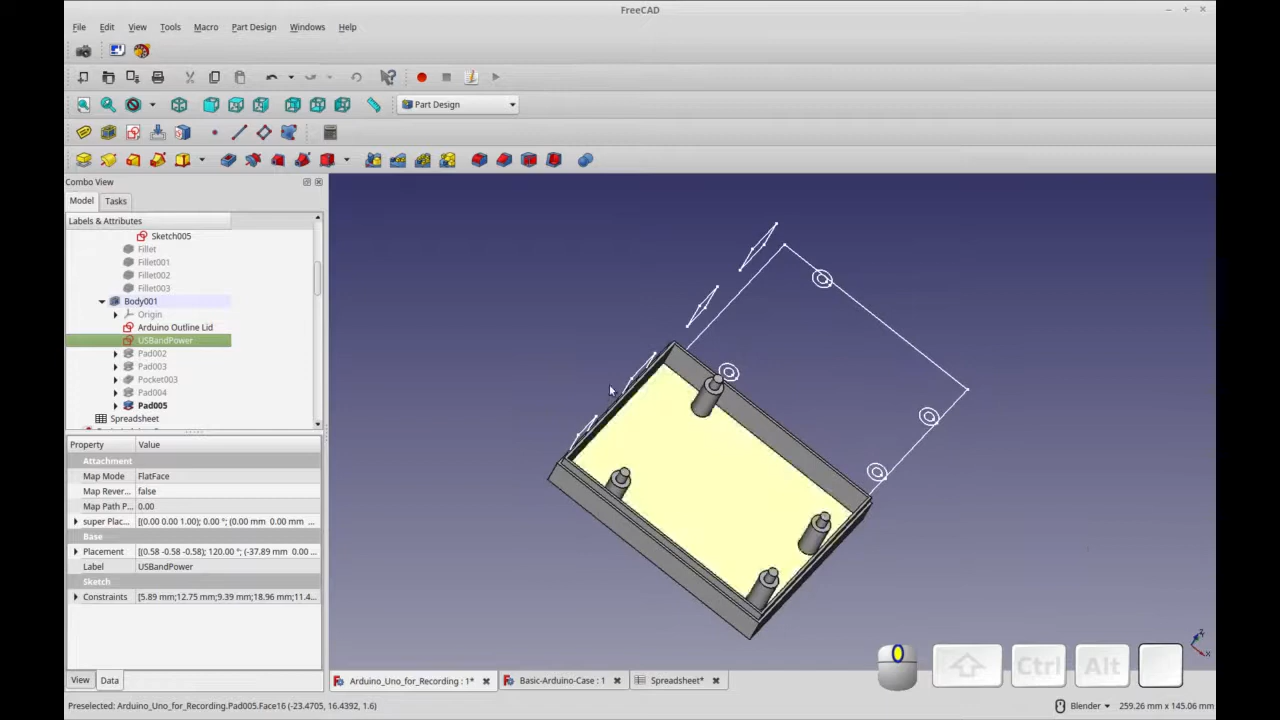 FreeCAD
File Edit View Tools Macro Part Design Windows Help
Part Design
Combo View
Model Tasks
Labels & Attributes
Sketch005
Fillet
Fillet001
Fillet002
Fillet003
Body001
Origin
Arduino Outline Lid
USBandPower
Pad002
Pad003
Pocket003
Pad004
Pad005
Spreadsheet
Property Value
Attachment
Map Mode FlatFace
Map Rever... false
Map Path P... 0.00
super Plac... [(0.00 0.00 1.00); 0.00 °; (0.00 mm 0.00 mm ...
Base
Placement [(0.58 -0.58 -0.58); 120.00 °; (-37.89 mm 0.00 ...
Label USBandPower
Sketch
Constraints [5.89 mm;12.75 mm;9.39 mm;18.96 mm;11.4...
Ctrl Alt
View Data
Arduino_Uno_for_Recording : 1* Basic-Arduino-Case : 1 Spreadsheet*
Preselected: Arduino_Uno_for_Recording.Pad005.Face16 (-23.4705, 16.4392, 1.6) Blender 259.26 mm x 145.06 mm